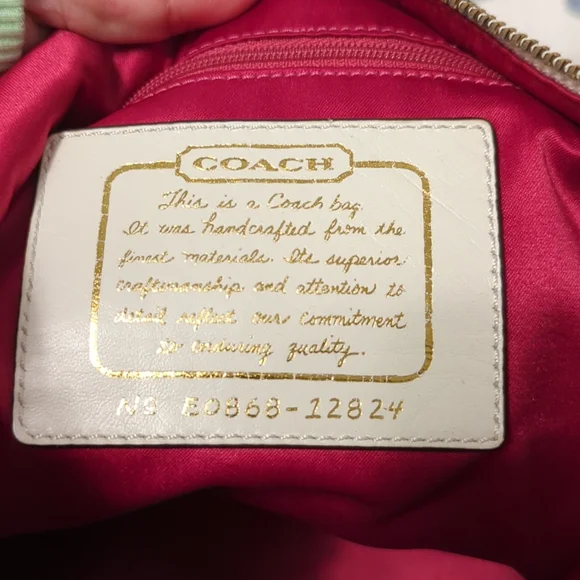 COACH
This is a Coach bag.
It was handcrafted from the
finest materials. Its superior
craftsmanship and attention to
detail reflect our commitment
to enduring quality.
Nº E0868-12824